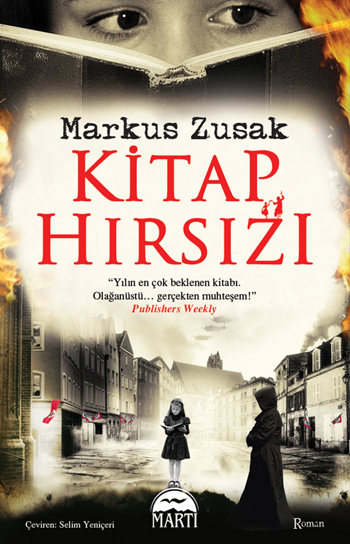 Markus Zusak
KİTAP
HIRSIZI
“Yılın en çok beklenen kitabı.
Olağanüstü... gerçekten muhteşem!”
Publishers Weekly
Çeviren: Selim Yeniçeri
MARTI
Roman